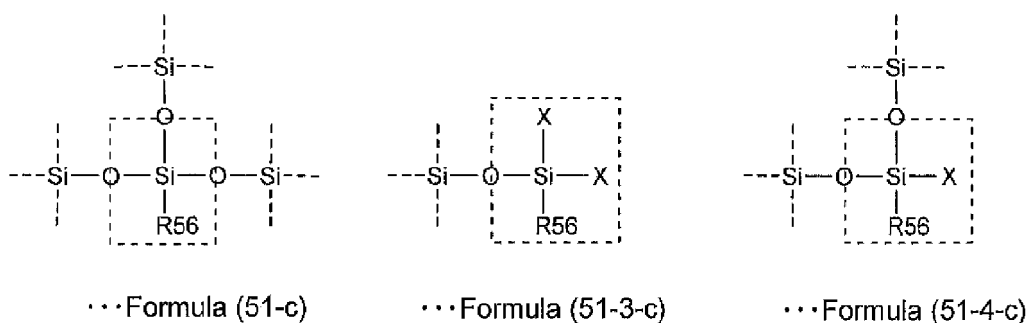 Si Si
O X O
Si O Si O Si Si O Si X Si O Si X
R56 R56 R56
···Formula (51-c) ···Formula (51-3-c) ···Formula (51-4-c)